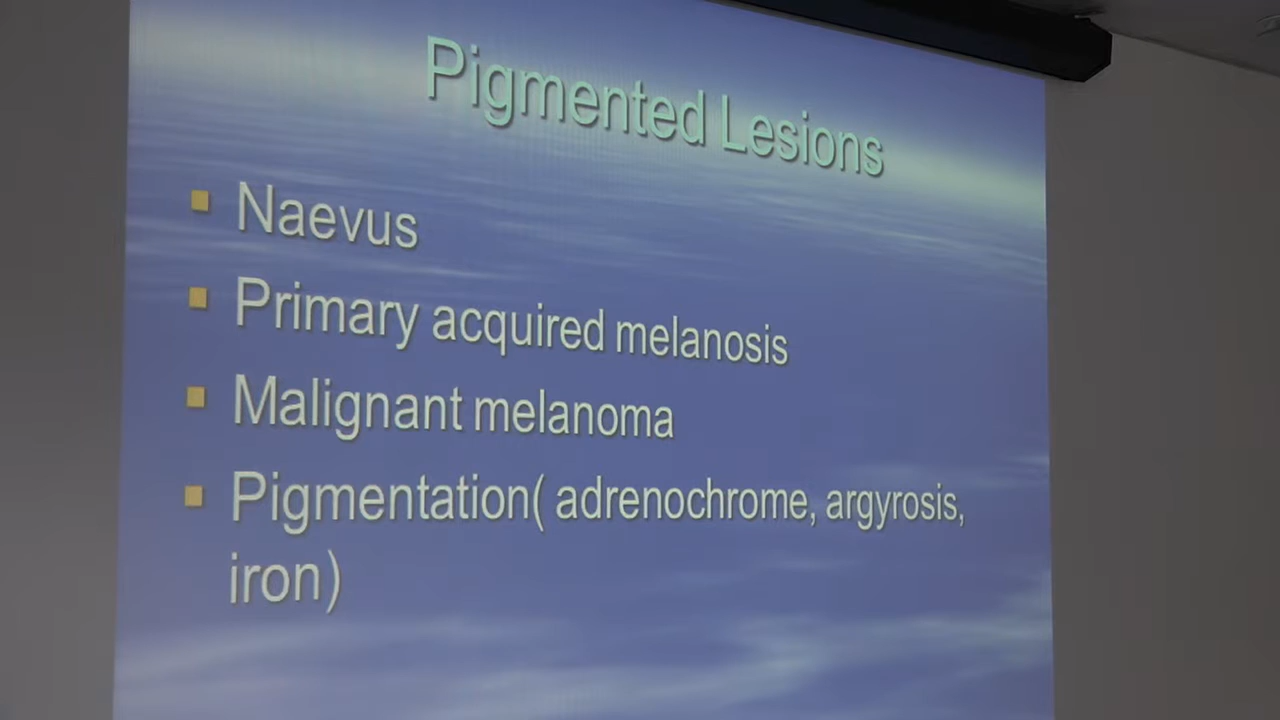 Pigmented Lesions
Naevus
Primary acquired melanosis
Malignant melanoma
Pigmentation( adrenochrome, argyrosis,
iron)